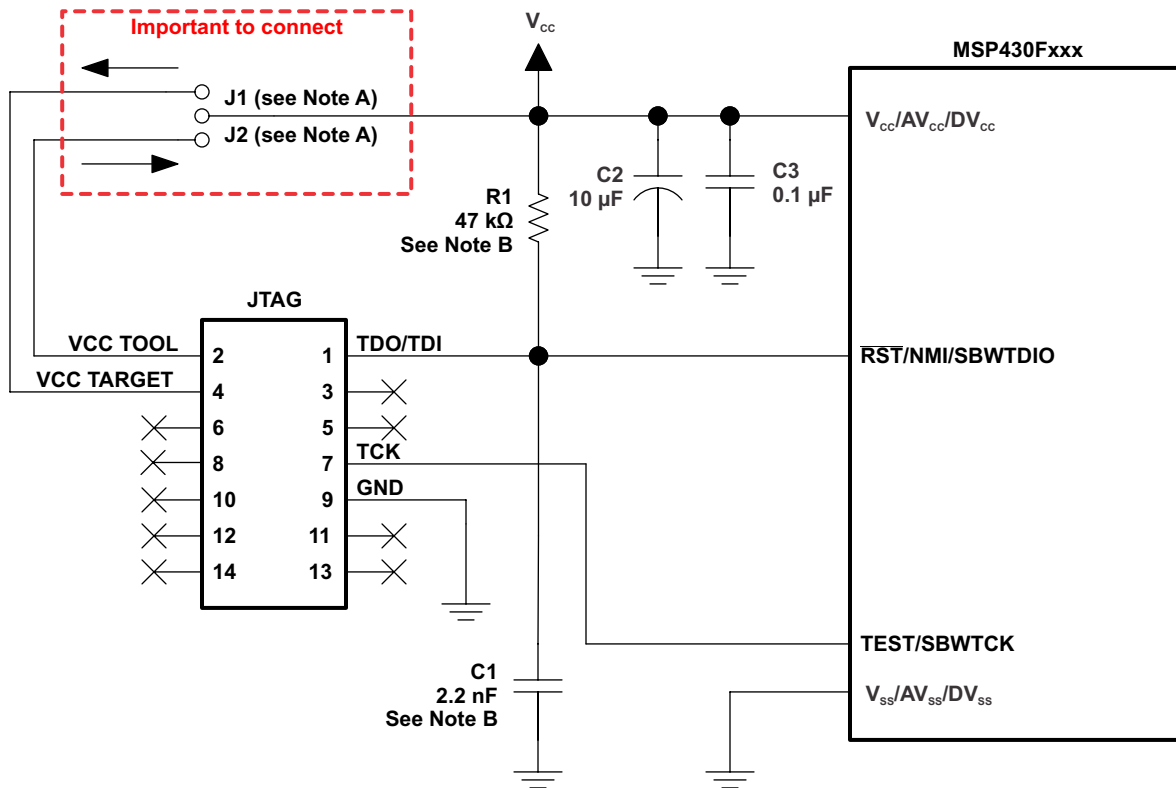 Important to connect
J1 (see Note A)
J2 (see Note A)
Vcc
MSP430Fxxx
Vcc/AVcc/DVcc
C2
10 µF
C3
0.1 µF
R1
47 kΩ
See Note B
JTAG
VCC TOOL
2
1
TDO/TDI
RST/NMI/SBWTDIO
VCC TARGET
4
3
6
5
8
7
TCK
10
9
GND
12
11
14
13
TEST/SBWTCK
C1
2.2 nF
See Note B
Vss/AVss/DVss